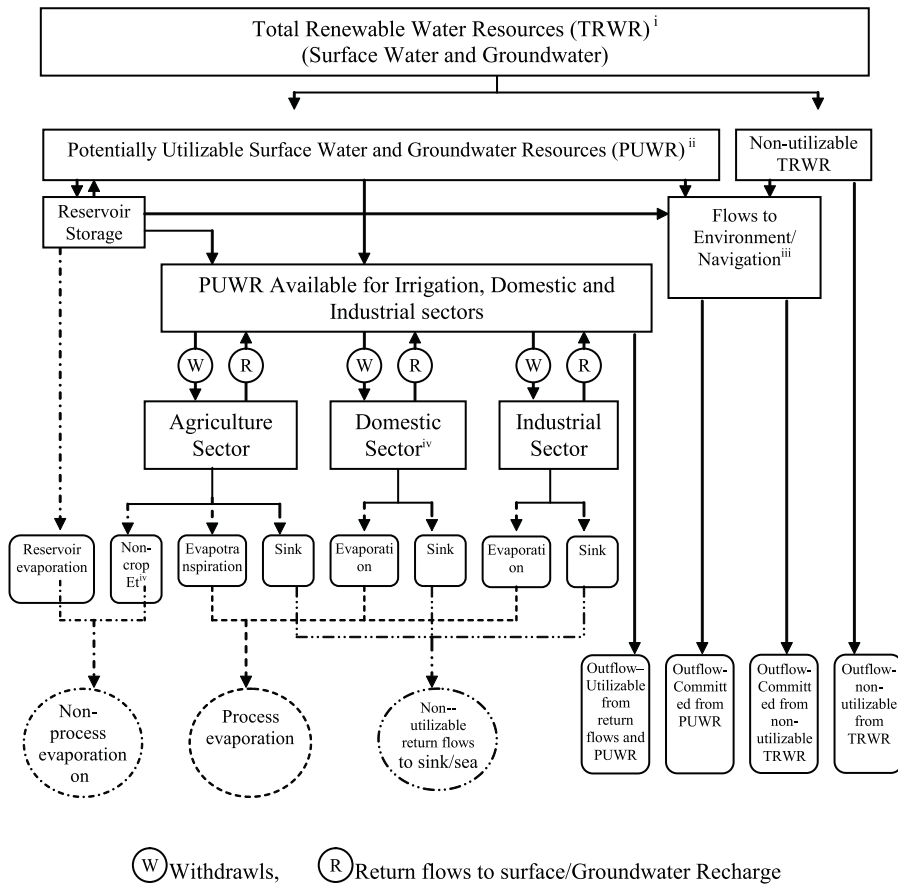 Total Renewable Water Resources (TRWR) i
(Surface Water and Groundwater)
Potentially Utilizable Surface Water and Groundwater Resources (PUWR) ii
Non-utilizable
TRWR
Reservoir
Storage
Flows to
Environment/
Navigation iii
PUWR Available for Irrigation, Domestic and
Industrial sectors
W
R
W
R
W
R
Agriculture
Sector
Domestic
Sector iv
Industrial
Sector
Reservoir
evaporation
Non-
crop
Et iv
Evapotra
nspiration
Sink
Evaporati
on
Sink
Evaporati
on
Sink
Non-
process
evaporation
on
Process
evaporation
Non--
utilizable
return flows
to sink/sea
Outflow–
Utilizable
from
return
flows and
PUWR
Outflow-
Committ
ed from
PUWR
Outflow-
Committ
ed from
non-
utilizable
TRWR
Outflow-
non-
utilizable
from
TRWR
W Withdrawls, R Return flows to surface/Groundwater Recharge